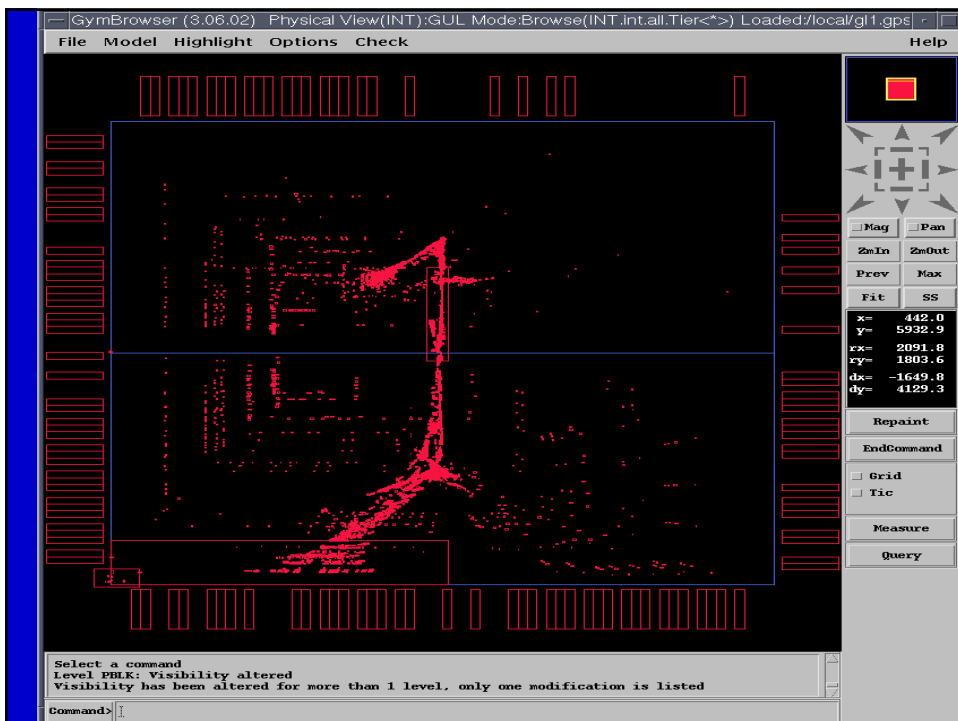 GymBrowser (3.06.02) Physical View(INT):GUL Mode:Browse(INT.int.all.Tier<*>) Loaded:/local/gl1.gps
File Model Highlight Options Check Help
Mag Pan
ZmIn ZmOut
Prev Max
Fit SS
x= 442.0
y= 5932.9
rx= 2091.8
ry= 1803.6
dx= -1649.8
dy= 4129.3
Repaint
EndCommand
Grid
Tic
Measure
Query
Select a command
Level PBLK: Visibility altered
Visibility has been altered for more than 1 level, only one modification is listed
Command>